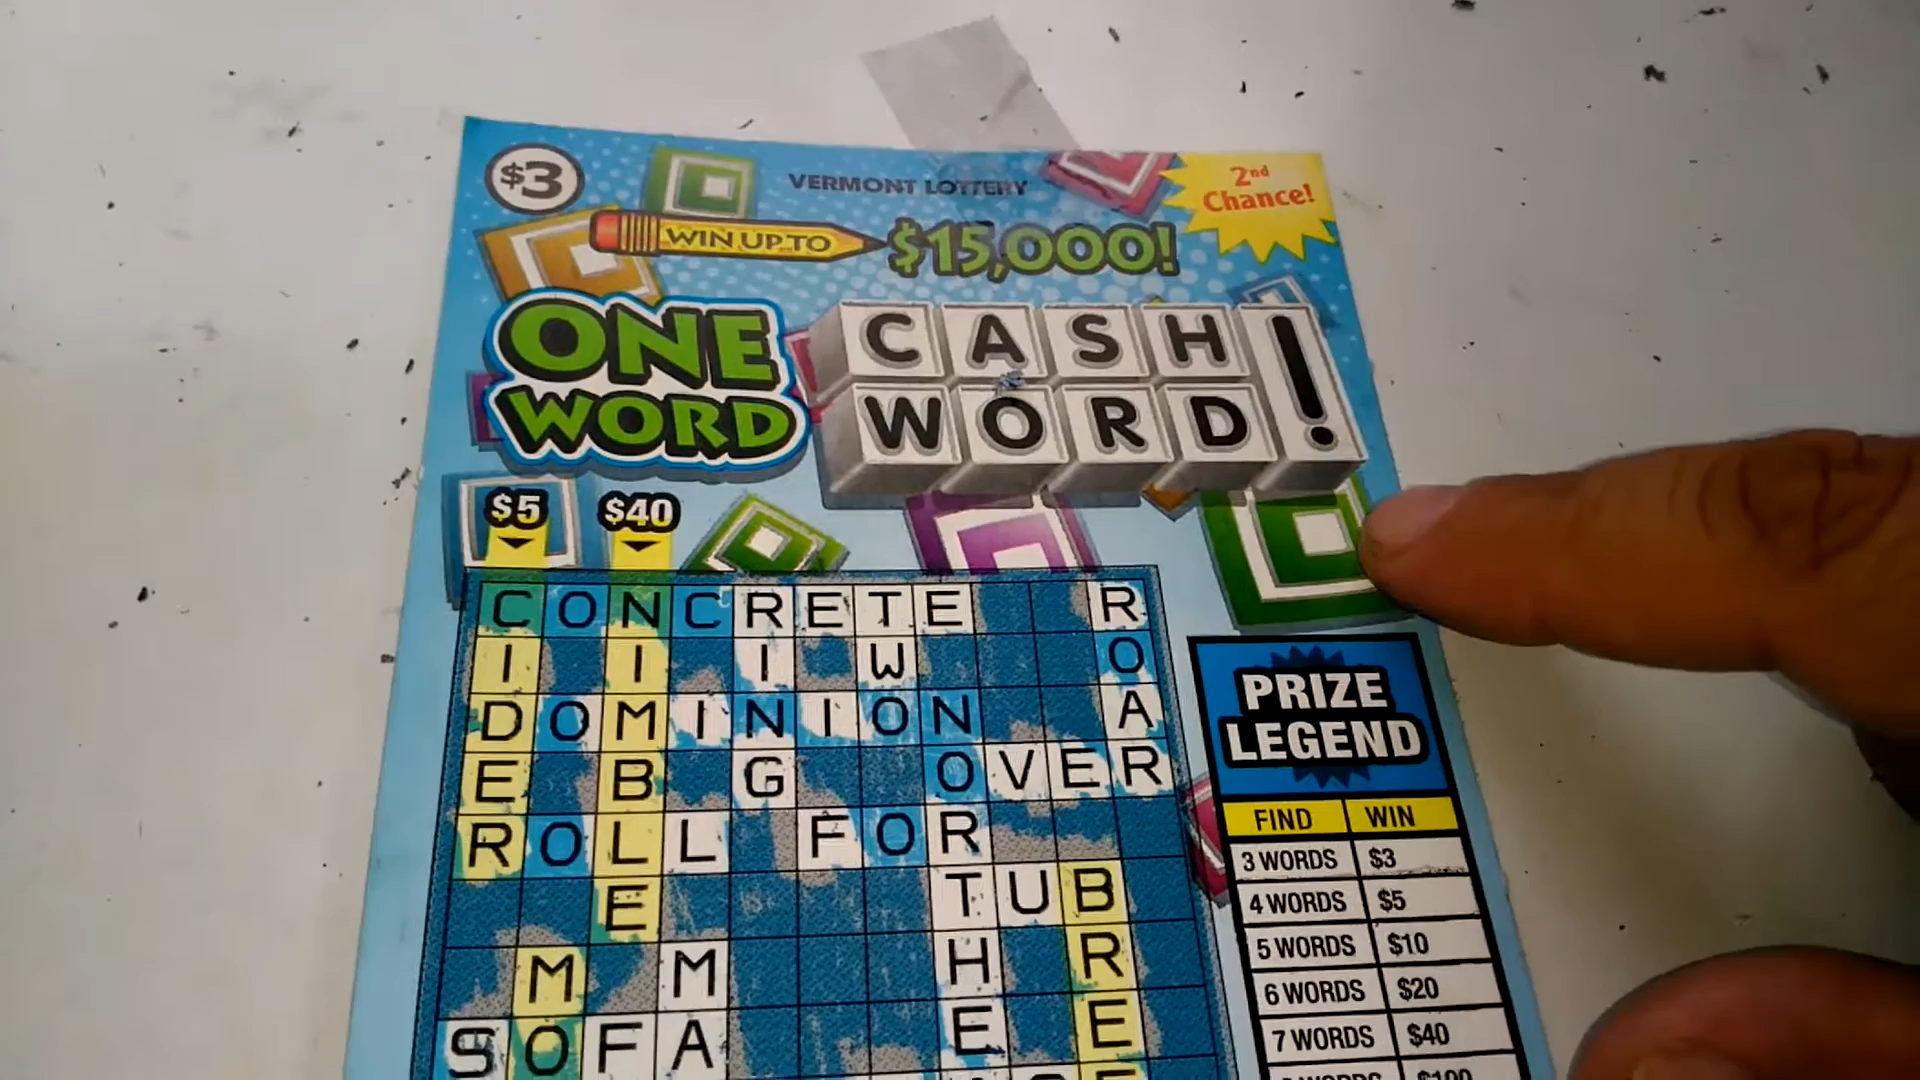 $3
VERMONT LOTTERY
2nd
Chance!
WIN UP TO $15,000!
ONE
WORD
CASH
WORD!
$5 $40
CONCRETE R
I I I W O
DOMINION A
E B G OVER
ROLL FOR
E TUB
M M H R
SOFA E E
PRIZE
LEGEND
FIND WIN
3 WORDS $3
4 WORDS $5
5 WORDS $10
6 WORDS $20
7 WORDS $40